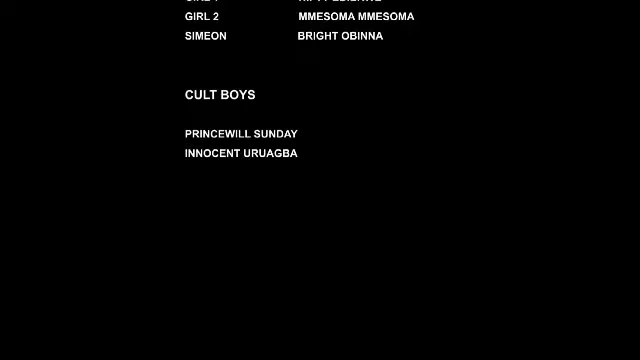 GIRL 2 MMESOMA MMESOMA
SIMEON BRIGHT OBINNA
CULT BOYS
PRINCEWILL SUNDAY
INNOCENT URUAGBA